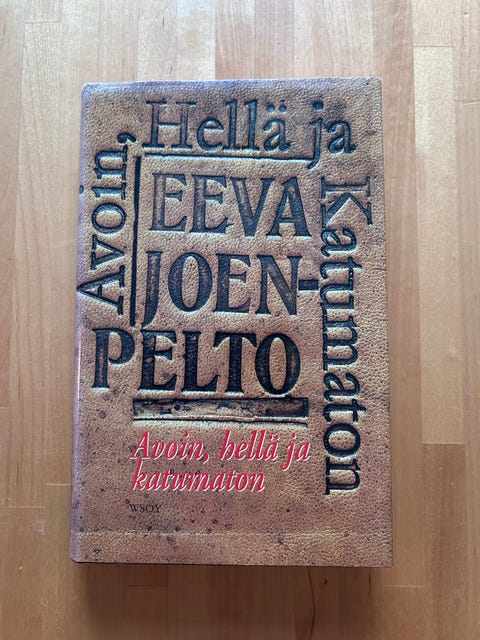 Avoin,
Hellä ja
Katumaton
EEVA
JOEN-
PELTO
Avoin, hellä ja
katumaton
WSOY